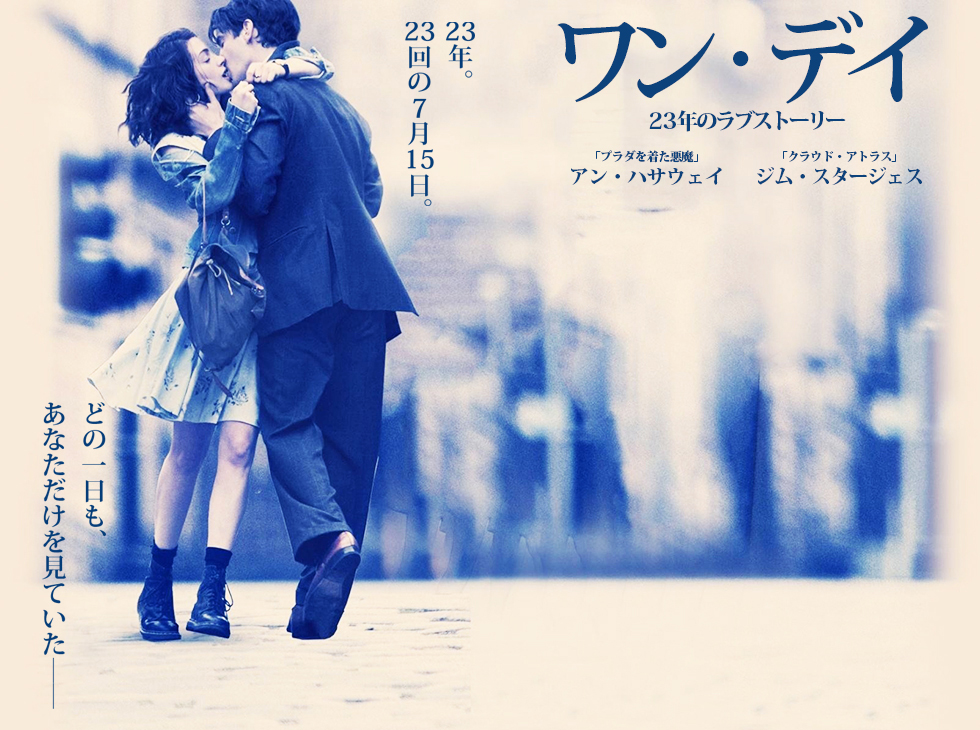 23年。
23回の7月15日。
ワン・デイ
23年のラブストーリー
「プラダを着た悪魔」
アン・ハサウェイ
「クラウド・アトラス」
ジム・スタージェス
どの一日も、
あなただけを見ていた──